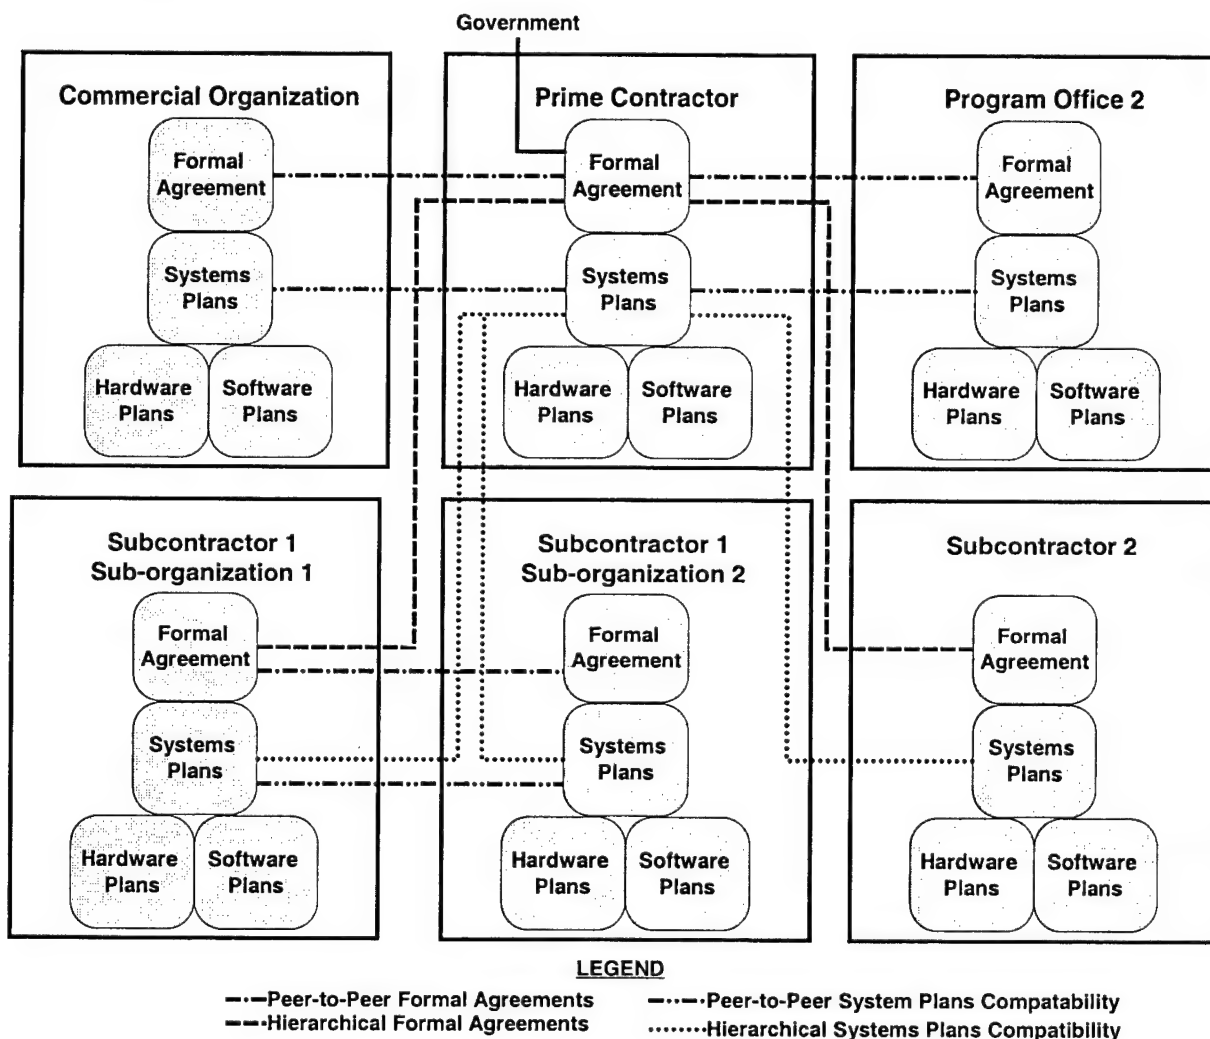 Government
Commercial Organization
Formal
Agreement
Systems
Plans
Hardware
Plans
Software
Plans
Prime Contractor
Formal
Agreement
Systems
Plans
Hardware
Plans
Software
Plans
Program Office 2
Formal
Agreement
Systems
Plans
Hardware
Plans
Software
Plans
Subcontractor 1
Sub-organization 1
Formal
Agreement
Systems
Plans
Hardware
Plans
Software
Plans
Subcontractor 1
Sub-organization 2
Formal
Agreement
Systems
Plans
Hardware
Plans
Software
Plans
Subcontractor 2
Formal
Agreement
Systems
Plans
Hardware
Plans
Software
Plans
LEGEND
Peer-to-Peer Formal Agreements
Hierarchical Formal Agreements
Peer-to-Peer System Plans Compatability
Hierarchical Systems Plans Compatibility